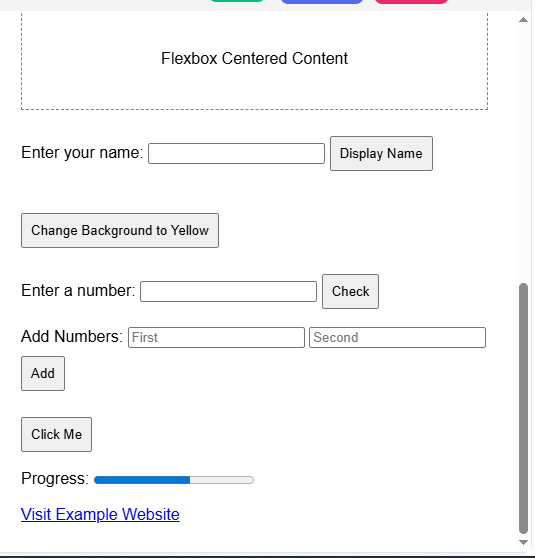 Flexbox Centered Content
Enter your name: Display Name
Change Background to Yellow
Enter a number: Check
Add Numbers: First Second
Add
Click Me
Progress:
Visit Example Website